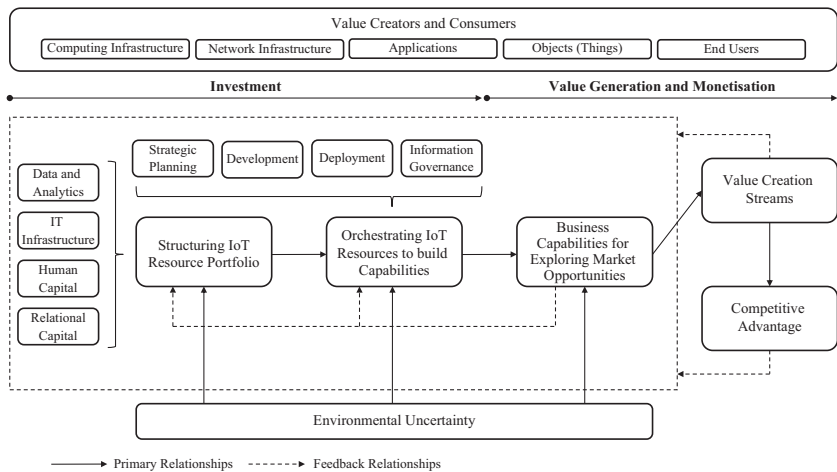 Value Creators and Consumers
Computing Infrastructure
Network Infrastructure
Applications
Objects (Things)
End Users
Investment
Value Generation and Monetisation
Strategic
Planning
Development
Deployment
Information
Governance
Data and
Analytics
IT
Infrastructure
Human
Capital
Relational
Capital
Structuring IoT
Resource Portfolio
Orchestrating IoT
Resources to build
Capabilities
Business
Capabilities for
Exploring Market
Opportunities
Value Creation
Streams
Competitive
Advantage
Environmental Uncertainty
Primary Relationships
Feedback Relationships